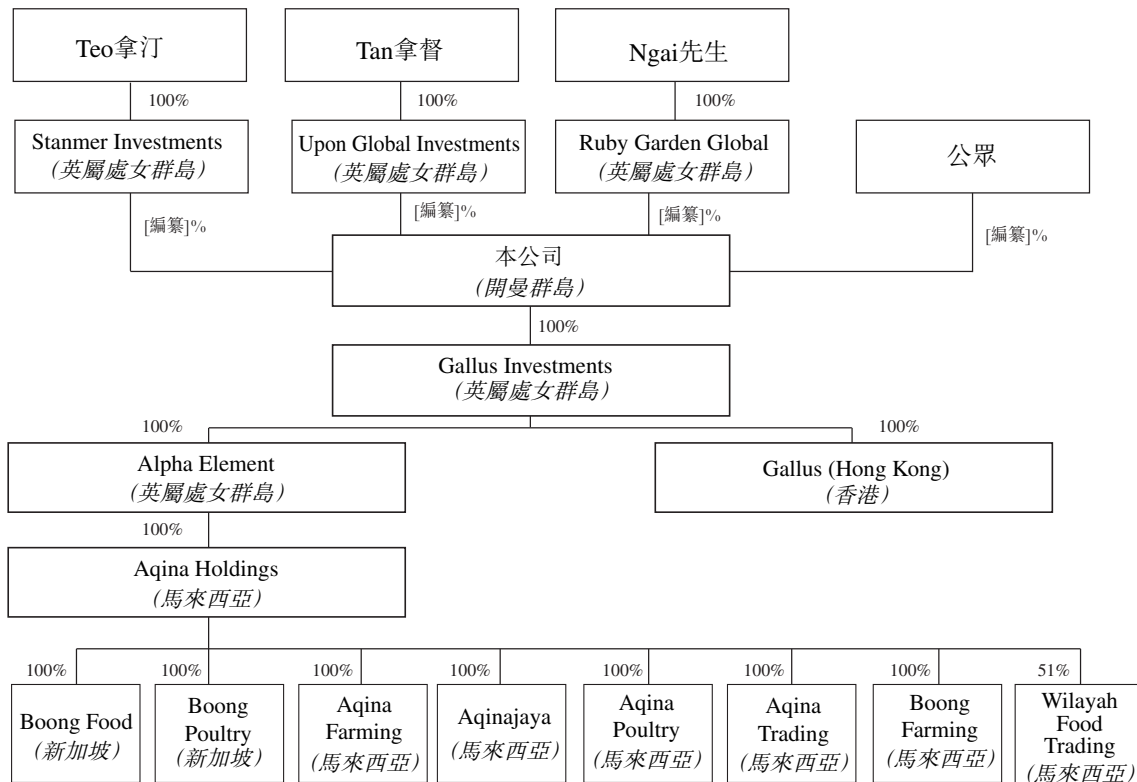 Teo拿汀
Tan拿督
Ngai先生
100%
100%
100%
Stanmer Investments
(英屬處女群島)
Upon Global Investments
(英屬處女群島)
Ruby Garden Global
(英屬處女群島)
公眾
[編纂]%
[編纂]%
[編纂]%
[編纂]%
本公司
(開曼群島)
100%
Gallus Investments
(英屬處女群島)
100%
100%
Alpha Element
(英屬處女群島)
Gallus (Hong Kong)
(香港)
100%
Aqina Holdings
(馬來西亞)
100%
100%
100%
100%
100%
100%
100%
51%
Boong Food
(新加坡)
Boong
Poultry
(新加坡)
Aqina
Farming
(馬來西亞)
Aqinajaya
(馬來西亞)
Aqina
Poultry
(馬來西亞)
Aqina
Trading
(馬來西亞)
Boong
Farming
(馬來西亞)
Wilayah
Food
Trading
(馬來西亞)